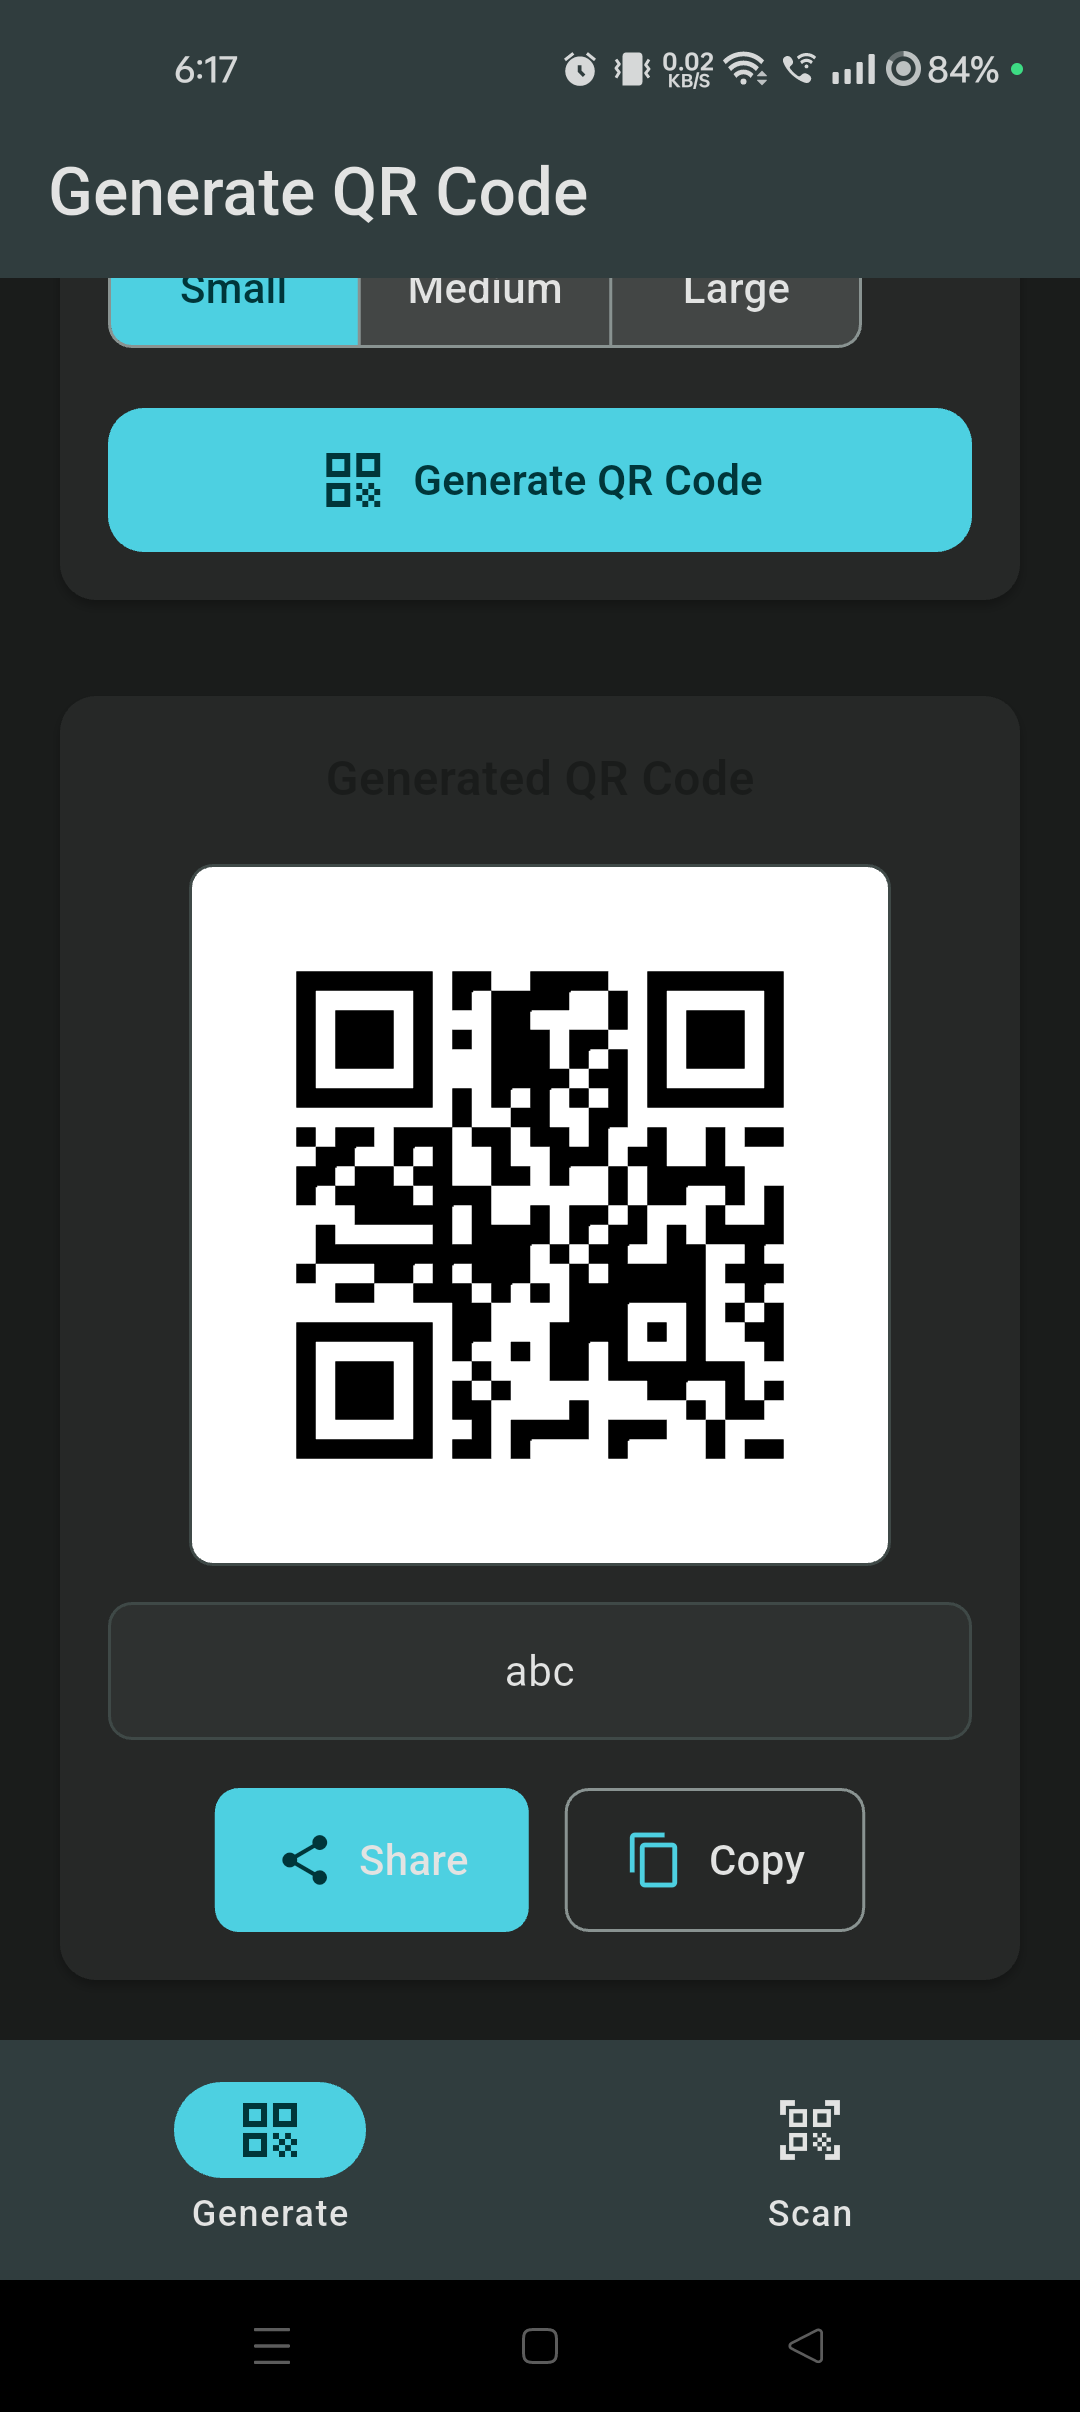 6:17
0.02
KB/S
84%
Generate QR Code
Small Medium Large
Generate QR Code
Generated QR Code
abc
Share Copy
Generate Scan